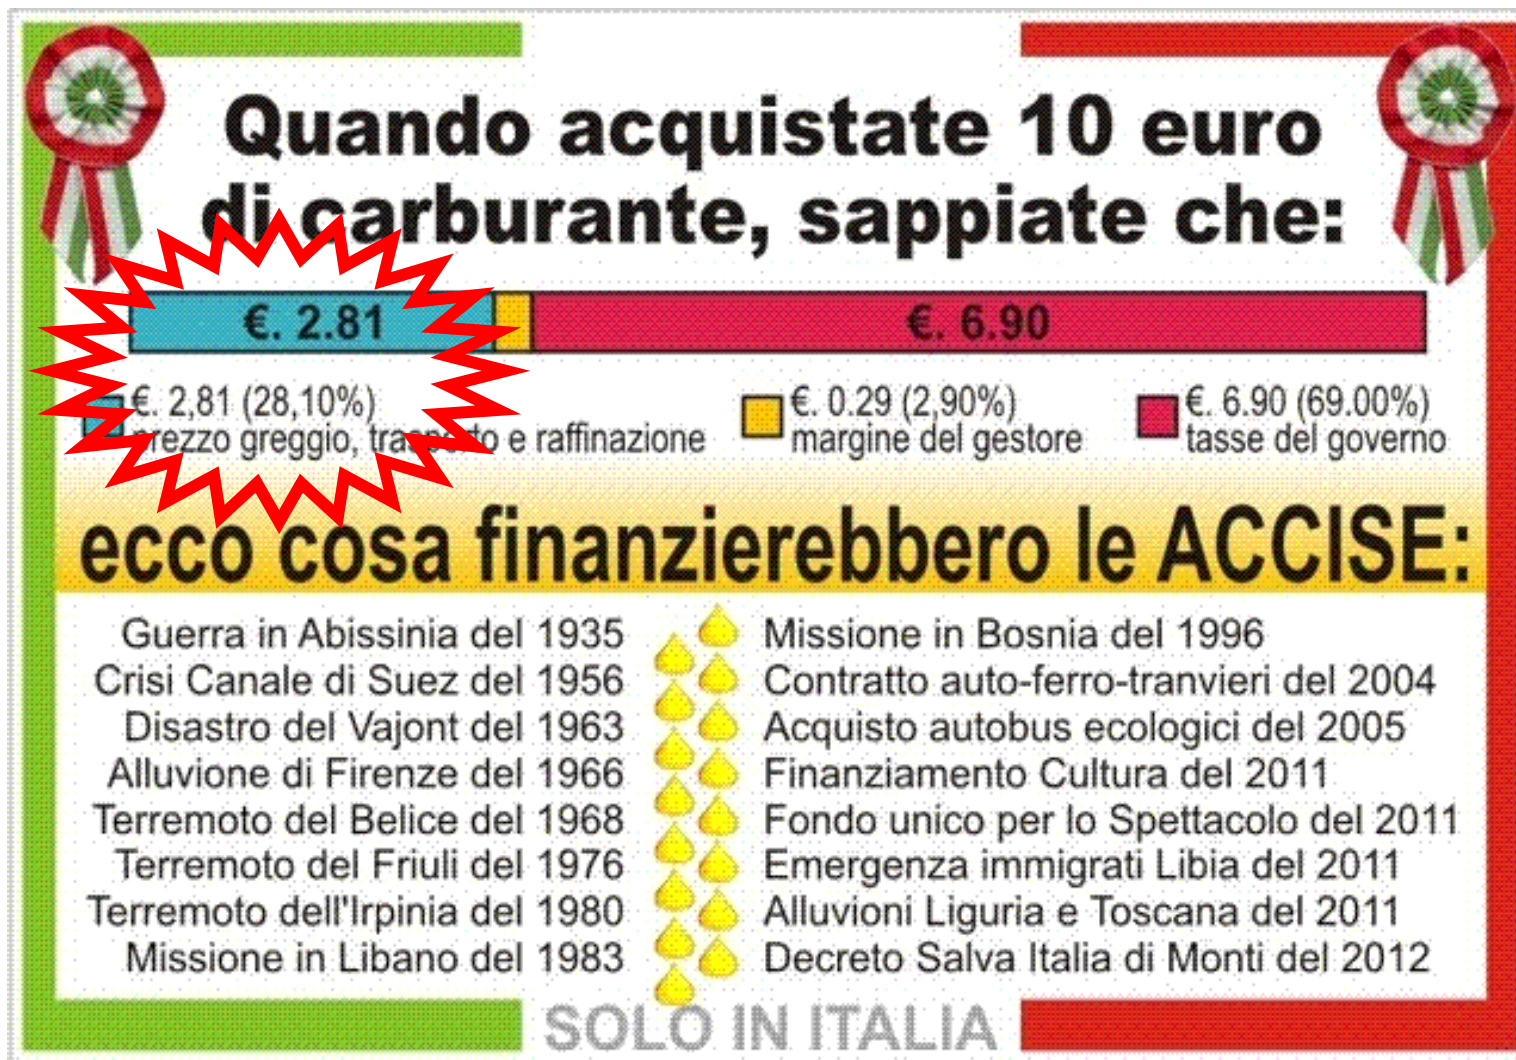 Quando acquistate 10 euro
di carburante, sappiate che:
€. 2.81
€. 6.90
€. 2,81 (28,10%)
prezzo greggio, trasporto e raffinazione
€. 0.29 (2,90%)
margine del gestore
€. 6.90 (69.00%)
tasse del governo
ecco cosa finanzierebbero le ACCISE:
Guerra in Abissinia del 1935
Crisi Canale di Suez del 1956
Disastro del Vajont del 1963
Alluvione di Firenze del 1966
Terremoto del Belice del 1968
Terremoto del Friuli del 1976
Terremoto dell'Irpinia del 1980
Missione in Libano del 1983
Missione in Bosnia del 1996
Contratto auto-ferro-tranvieri del 2004
Acquisto autobus ecologici del 2005
Finanziamento Cultura del 2011
Fondo unico per lo Spettacolo del 2011
Emergenza immigrati Libia del 2011
Alluvioni Liguria e Toscana del 2011
Decreto Salva Italia di Monti del 2012
SOLO IN ITALIA